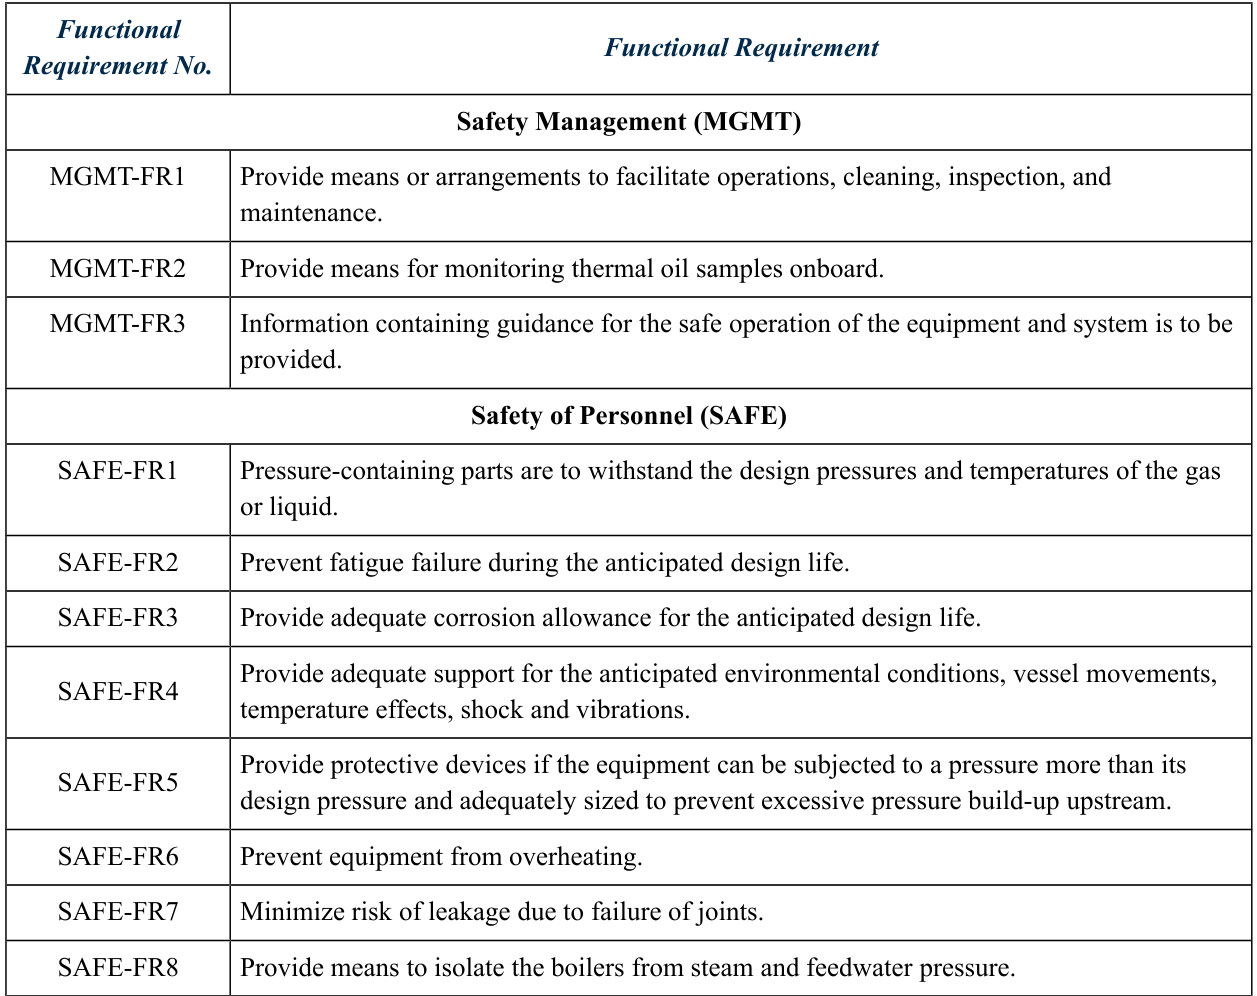 Functional
Requirement No.
Functional Requirement
Safety Management (MGMT)
MGMT-FR1
Provide means or arrangements to facilitate operations, cleaning, inspection, and
maintenance.
MGMT-FR2
Provide means for monitoring thermal oil samples onboard.
MGMT-FR3
Information containing guidance for the safe operation of the equipment and system is to be
provided.
Safety of Personnel (SAFE)
SAFE-FR1
Pressure-containing parts are to withstand the design pressures and temperatures of the gas
or liquid.
SAFE-FR2
Prevent fatigue failure during the anticipated design life.
SAFE-FR3
Provide adequate corrosion allowance for the anticipated design life.
SAFE-FR4
Provide adequate support for the anticipated environmental conditions, vessel movements,
temperature effects, shock and vibrations.
SAFE-FR5
Provide protective devices if the equipment can be subjected to a pressure more than its
design pressure and adequately sized to prevent excessive pressure build-up upstream.
SAFE-FR6
Prevent equipment from overheating.
SAFE-FR7
Minimize risk of leakage due to failure of joints.
SAFE-FR8
Provide means to isolate the boilers from steam and feedwater pressure.